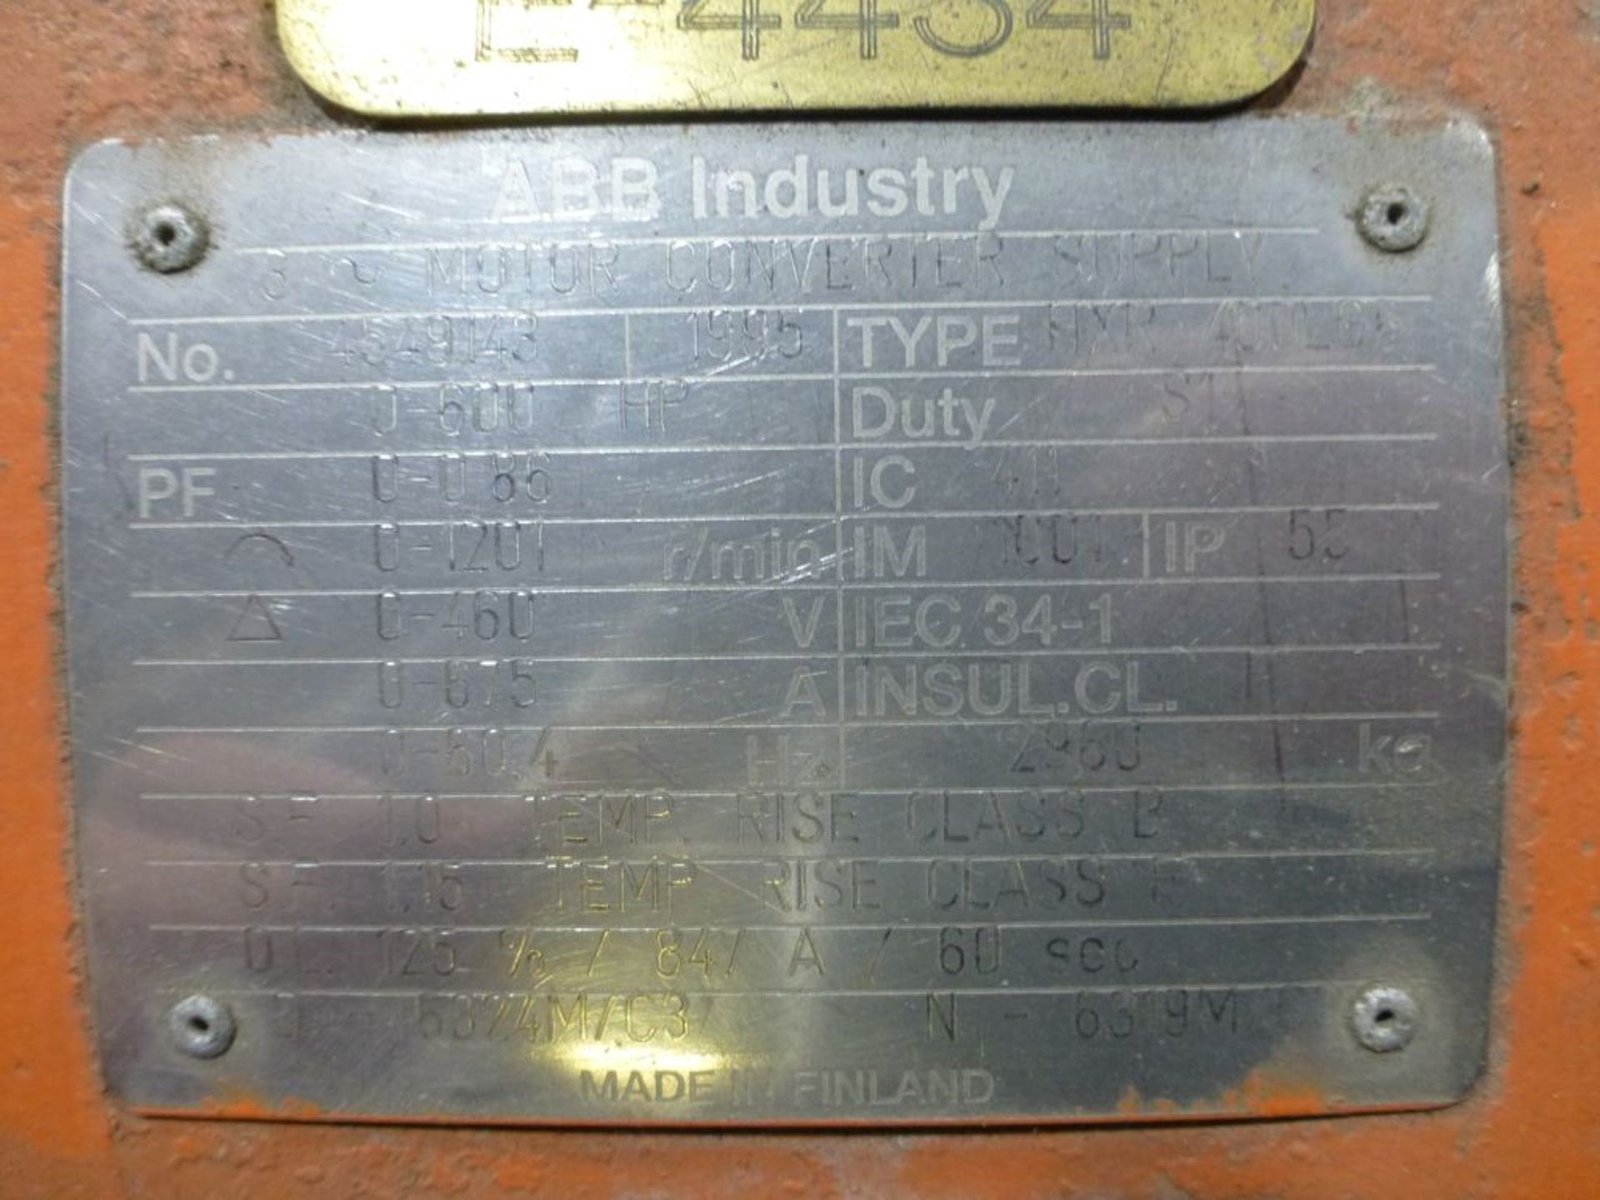 E-4434
ABB Industry
3 ~ MOTOR CONVERTER SUPPLY
No. 4549143 1995 TYPE HXR
0-600 HP Duty S1
PF 0-0.86 IC 411
0-1201 r/min IM 1001 IP 55
Δ 0-460 V IEC 34-1
0-675 A INSUL.CL.
0-60.4 Hz 2960 kg
S.F. 1.0 TEMP. RISE CLASS B
S.F. 1.15 TEMP. RISE CLASS F
OL. 125 % / 847 A / 60 sec
D - 6324M/C3 N - 6319M
MADE IN FINLAND